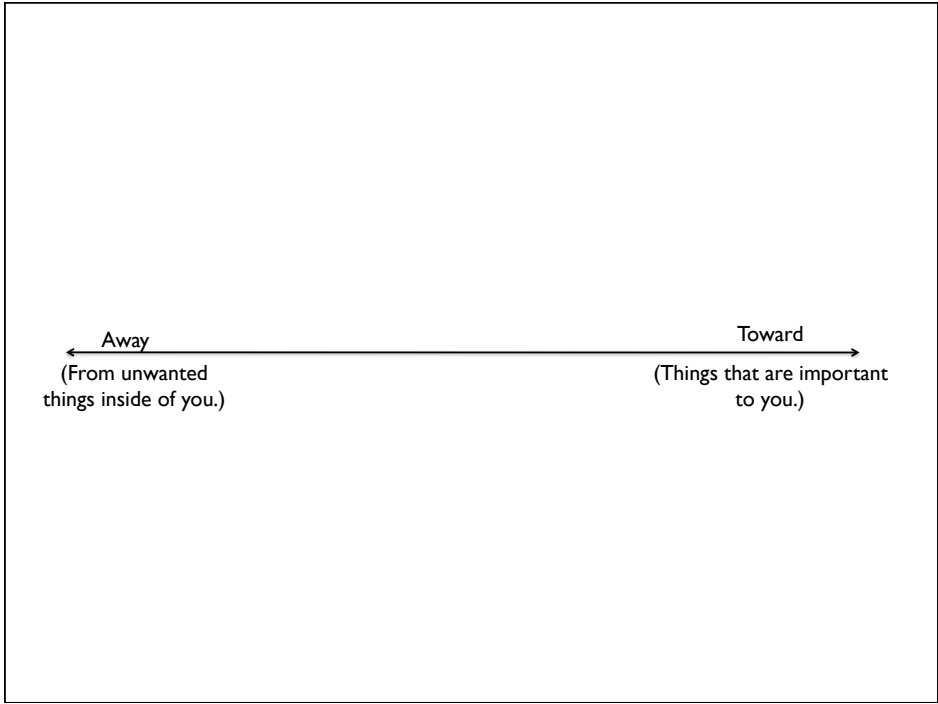 Away
(From unwanted
things inside of you.)
Toward
(Things that are important
to you.)